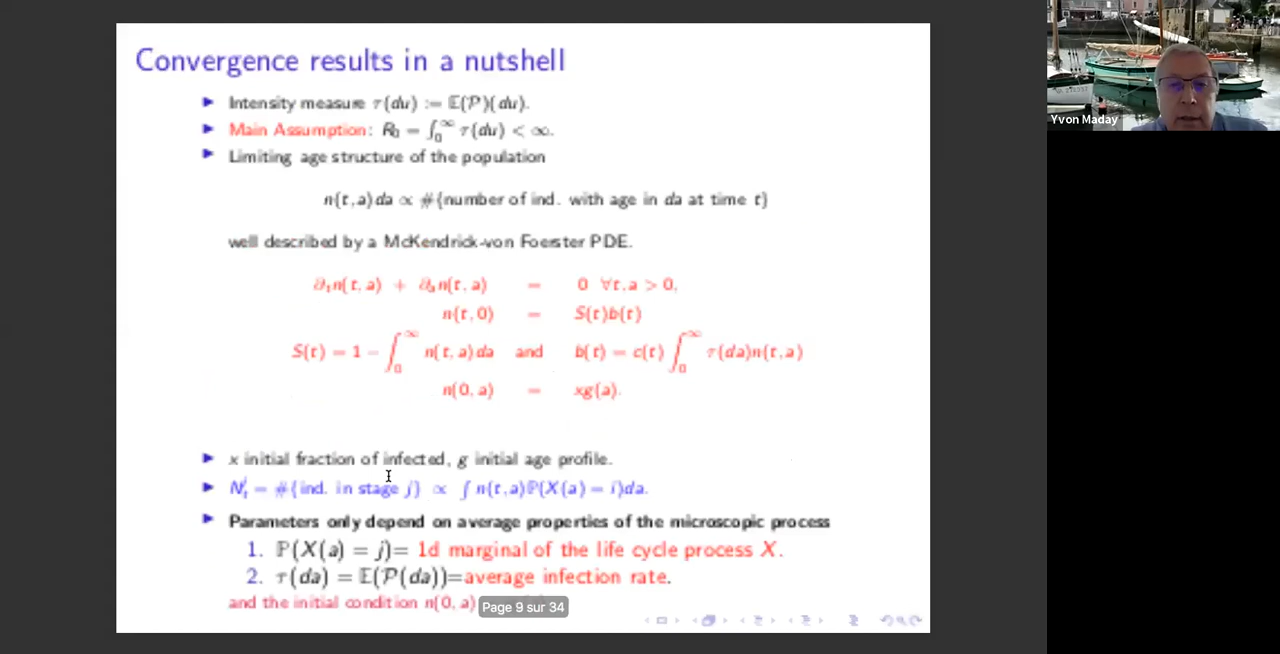 Convergence results in a nutshell
Yvon Maday
▶ Intensity measure τ(du) := 𝔼(𝒫)(du).
▶ Main Assumption: R₀ = ∫₀^∞ τ(du) < ∞.
▶ Limiting age structure of the population
n(t, a)da ∝ #{number of ind. with age in da at time t}
well described by a McKendrick-von Foerster PDE.
∂ₜn(t, a) + ∂ₐn(t, a) = 0 ∀t, a > 0,
n(t, 0) = S(t)b(t)
S(t) = 1 − ∫₀^∞ n(t, a)da and b(t) = c(t) ∫₀^∞ τ(da)n(t, a)
n(0, a) = xg(a).
▶ x initial fraction of infected, g initial age profile.
▶ Nₜʲ = #{ind. in stage j} ∝ ∫ n(t, a)ℙ(X(a) = i)da.
▶ Parameters only depend on average properties of the microscopic process
1. ℙ(X(a) = j)= 1d marginal of the life cycle process X.
2. τ(da) = 𝔼(𝒫(da))=average infection rate.
and the initial condition n(0, a)
Page 9 sur 34